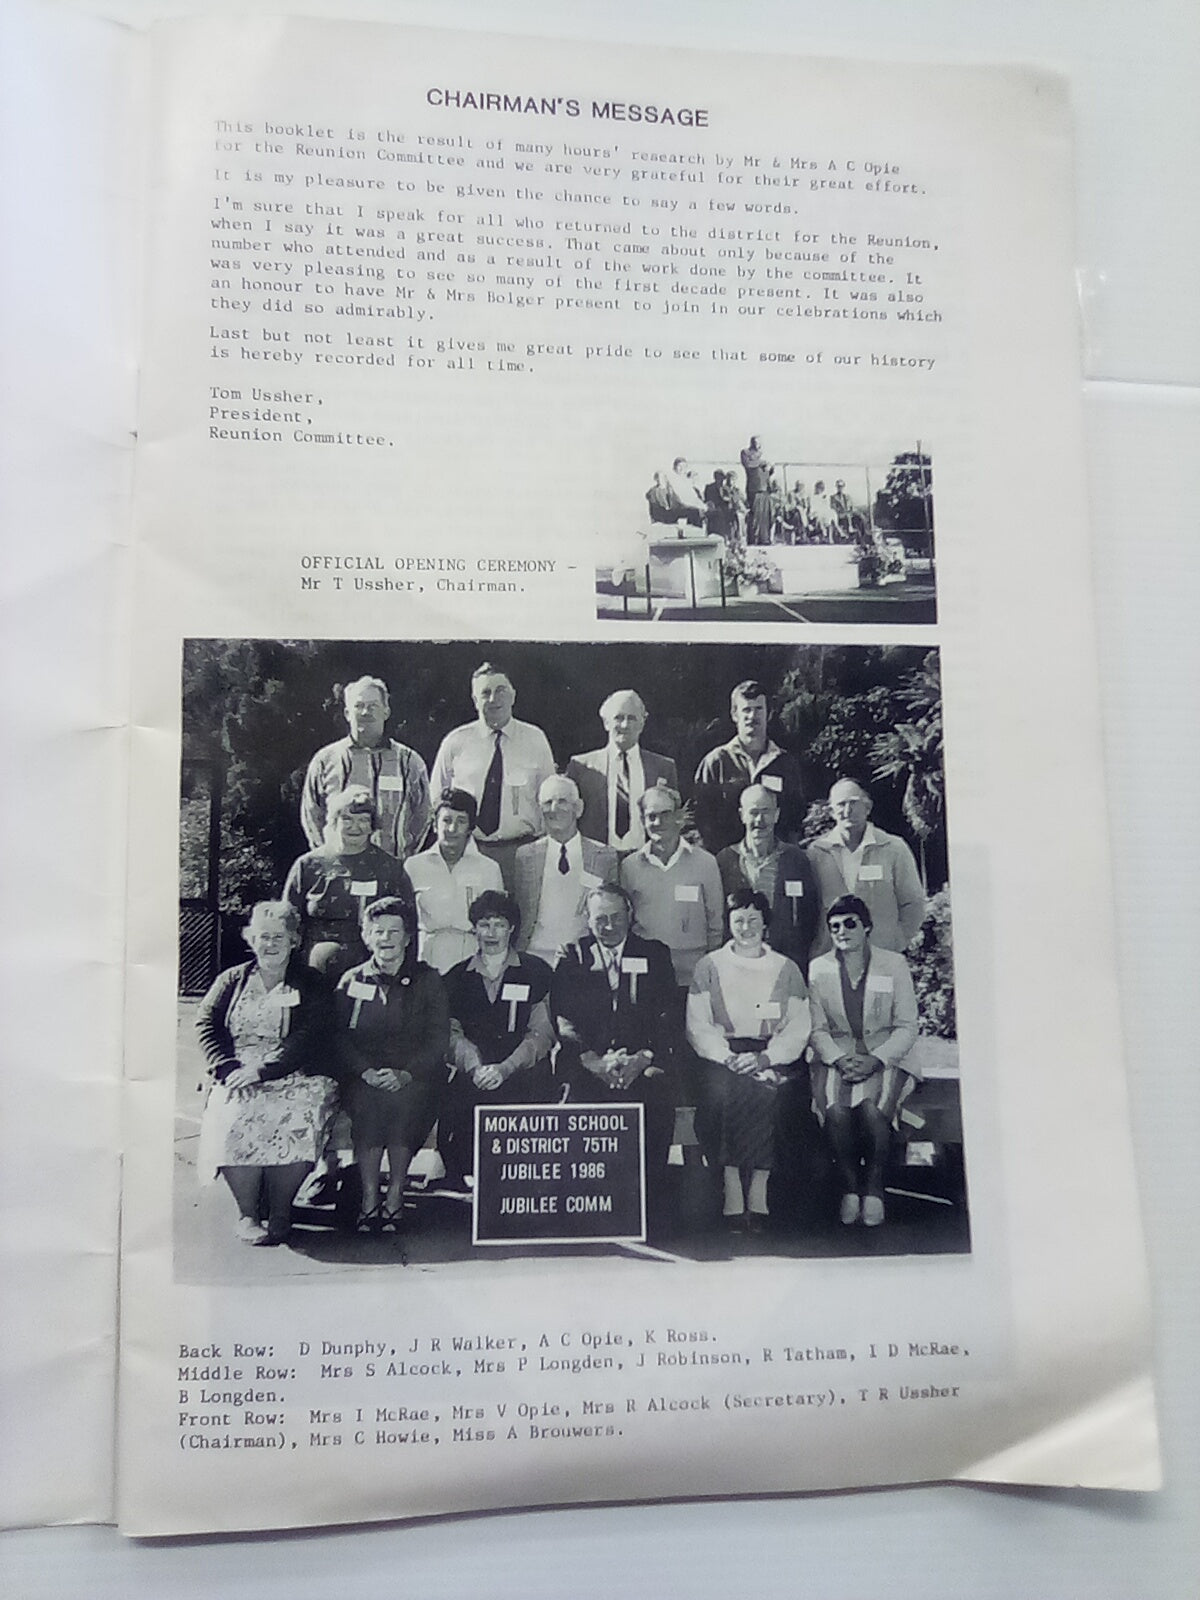 CHAIRMAN'S MESSAGE
This booklet is the result of many hours' research by Mr & Mrs A C Opie
for the Reunion Committee and we are very grateful for their great effort.
It is my pleasure to be given the chance to say a few words.
I'm sure that I speak for all who returned to the district for the Reunion,
when I say it was a great success. That came about only because of the
number who attended and as a result of the work done by the committee. It
was very pleasing to see so many of the first decade present. It was also
an honour to have Mr & Mrs Bolger present to join in our celebrations which
they did so admirably.
Last but not least it gives me great pride to see that some of our history
is hereby recorded for all time.
Tom Ussher,
President,
Reunion Committee.
OFFICIAL OPENING CEREMONY -
Mr T Ussher, Chairman.
MOKAUITI SCHOOL
& DISTRICT 75TH
JUBILEE 1986
JUBILEE COMM
Back Row: D Dunphy, J R Walker, A C Opie, K Ross.
Middle Row: Mrs S Alcock, Mrs P Longden, J Robinson, R Tatham, I D McRae,
B Longden.
Front Row: Mrs I McRae, Mrs V Opie, Mrs R Alcock (Secretary), T R Ussher
(Chairman), Mrs C Howie, Miss A Brouwers.